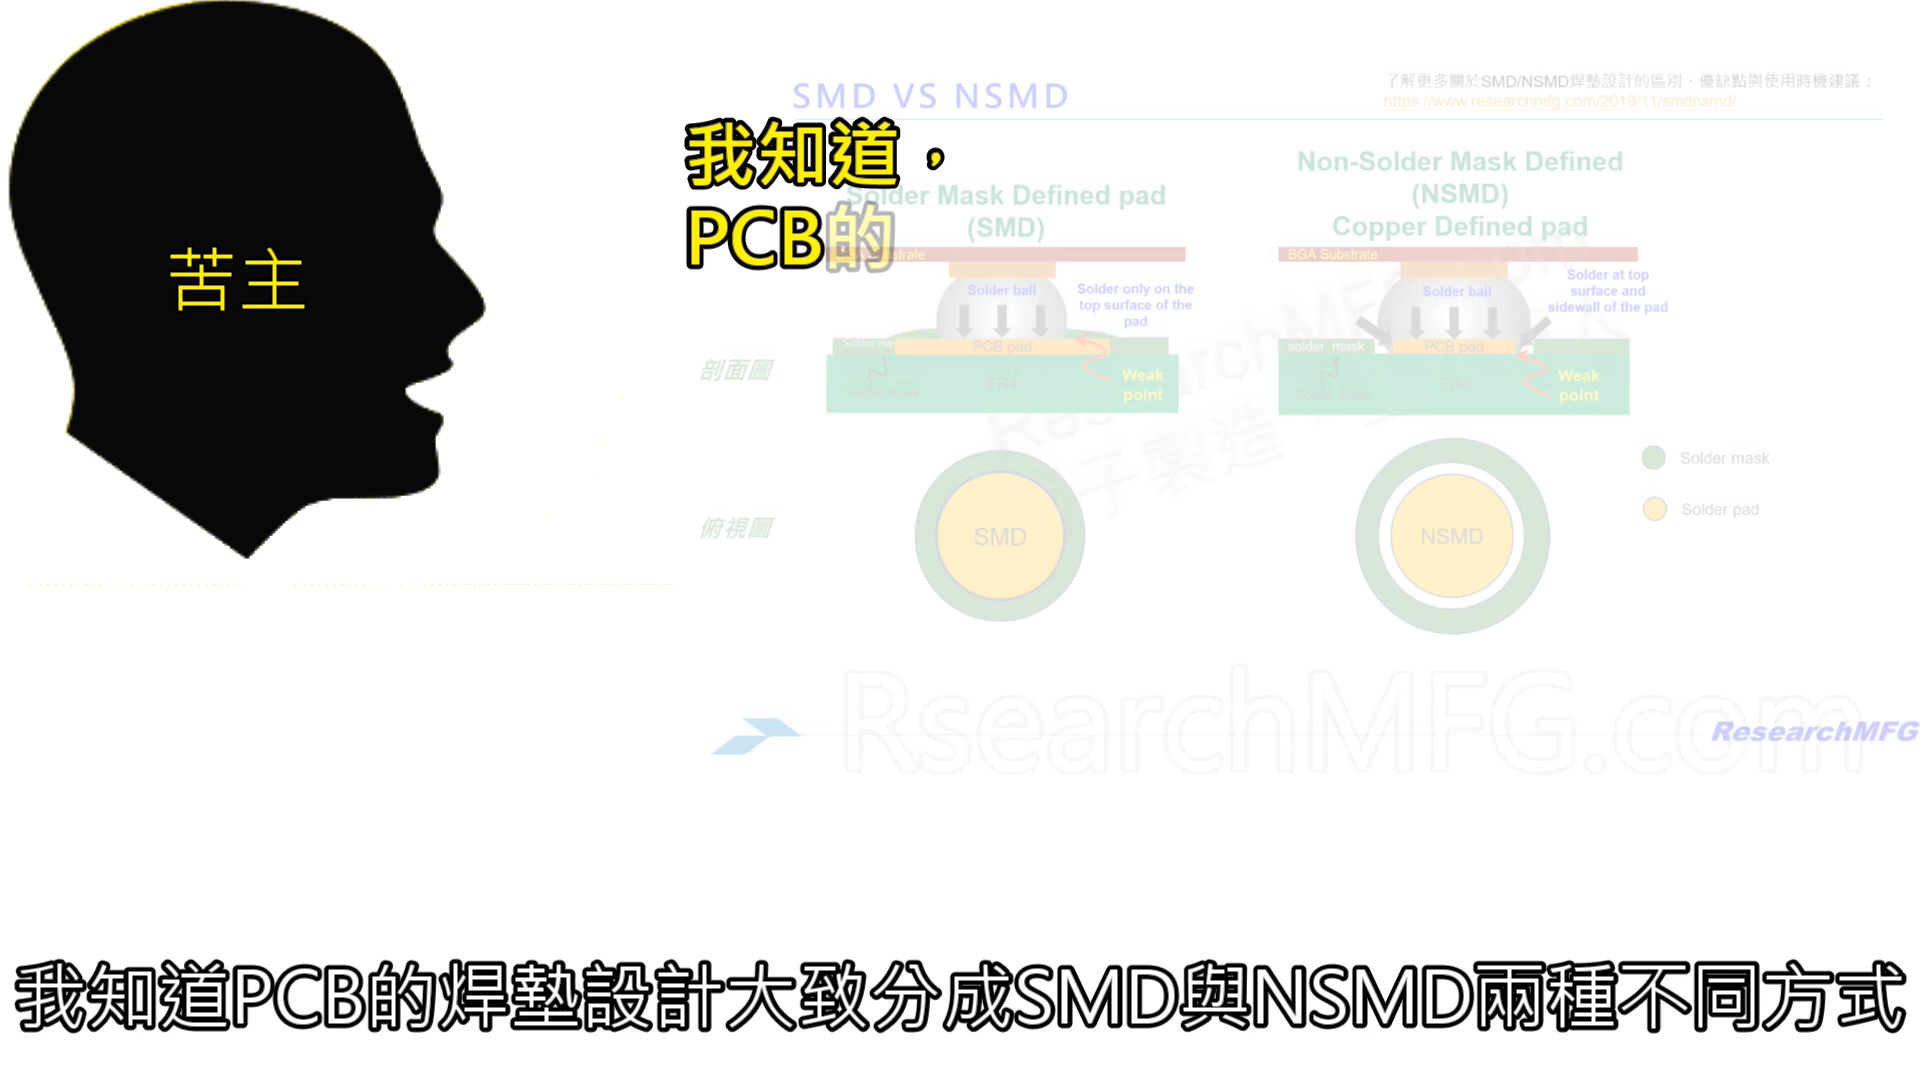 苦主
我知道，
PCB的
SMD VS NSMD
了解更多關於SMD/NSMD焊墊設計的區別、優缺點與使用時機建議：
https://www.researchmfg.com/2019/11/smdnsmd/
Solder Mask Defined pad
(SMD)
strate
Solder ball
Solder only on the
top surface of the
pad
Solder mas
PCB pad
FR4
Solder mask
Weak
point
Non-Solder Mask Defined
(NSMD)
Copper Defined pad
BGA Substrate
Solder ball
Solder at top
surface and
sidewall of the pad
solder mask
PCB pad
FR4
Solder mask
Weak
point
剖面圖
俯視圖
SMD
NSMD
Solder mask
Solder pad
RsearchMFG.com
ResearchMFG
我知道PCB的焊墊設計大致分成SMD與NSMD兩種不同方式